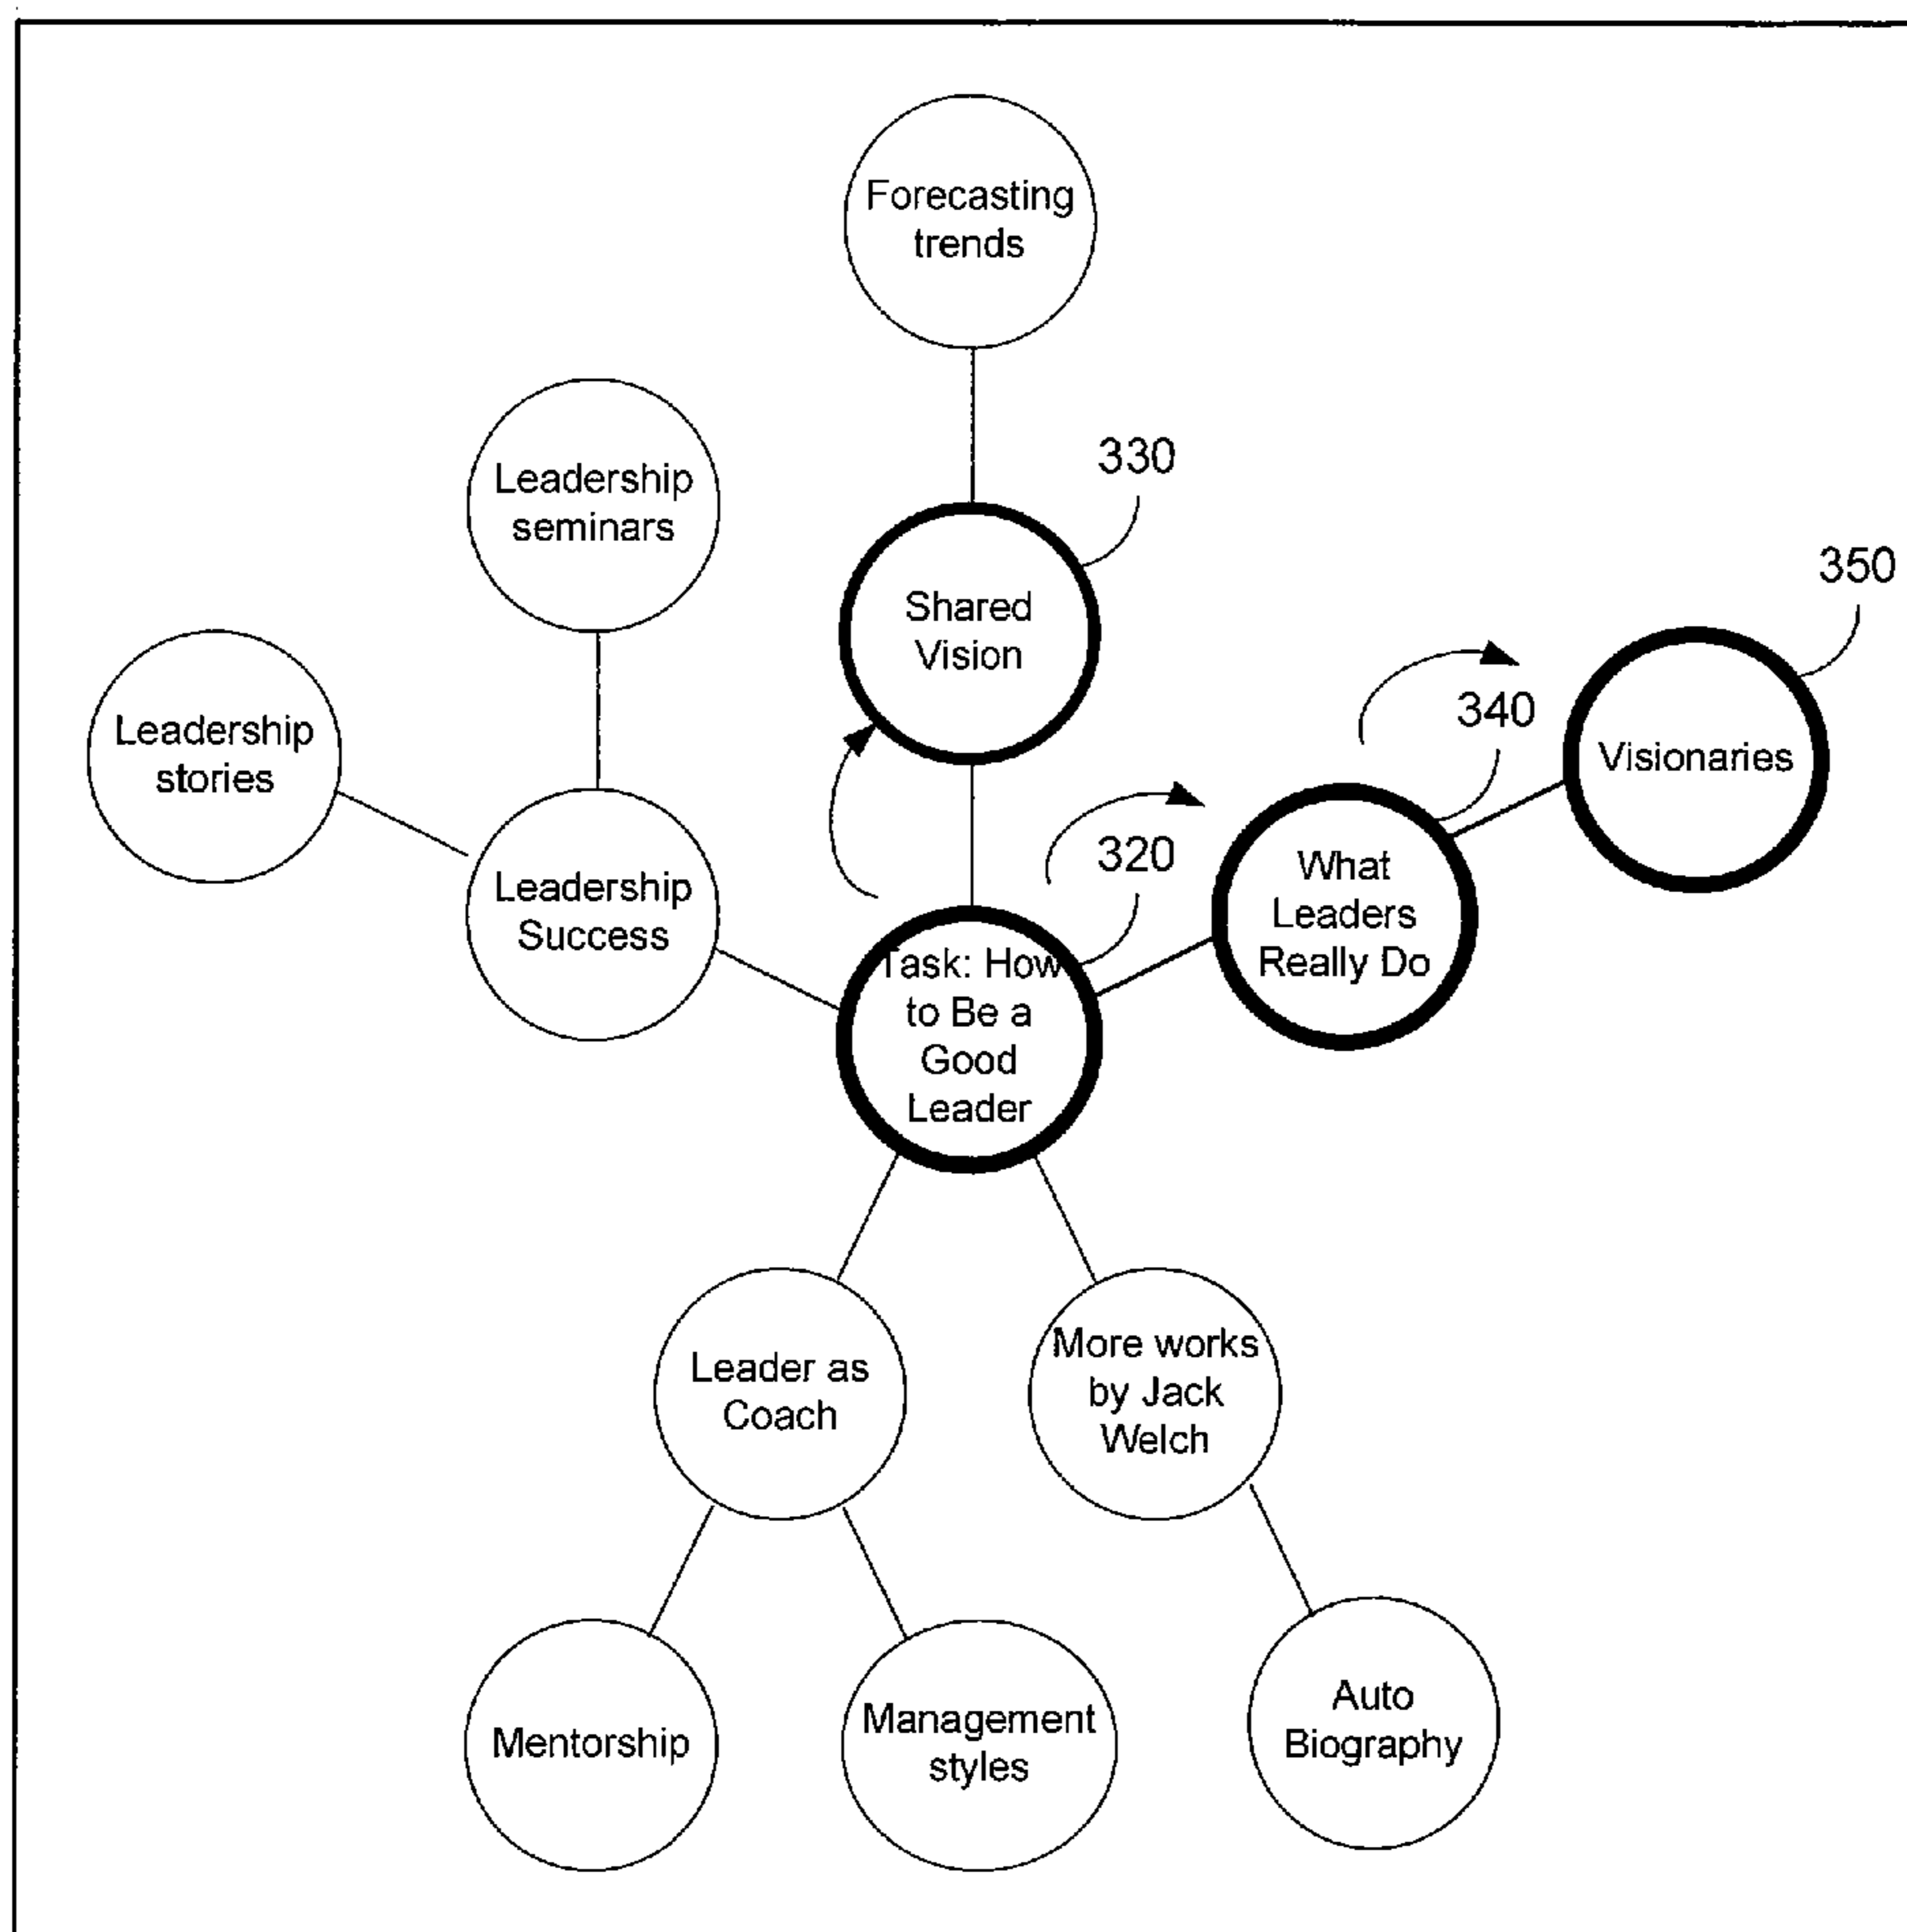 Forecasting
trends
330
Leadership
seminars
350
Shared
Vision
340
Leadership
stories
Visionaries
320
What
Leaders
Really Do
Leadership
Success
Task: How
to Be a
Good
Leader
Leader as
Coach
More works
by Jack
Welch
Mentorship
Management
styles
Auto
Biography